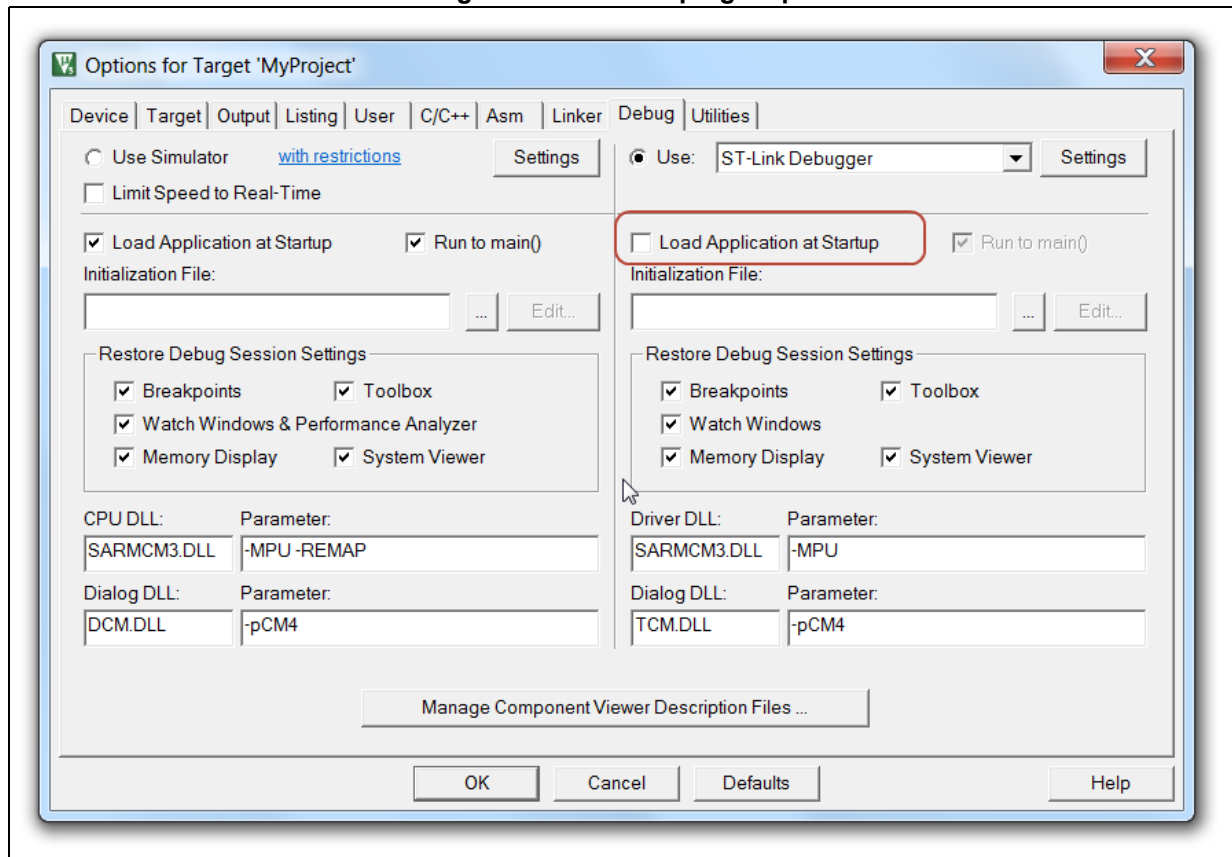 Options for Target 'MyProject'
Device Target Output Listing User C/C++ Asm Linker Debug Utilities
Use Simulator with restrictions Settings
Limit Speed to Real-Time
Use: ST-Link Debugger Settings
Load Application at Startup Run to main()
Initialization File:
... Edit...
Restore Debug Session Settings
Breakpoints Toolbox
Watch Windows & Performance Analyzer
Memory Display System Viewer
CPU DLL: Parameter:
SARMCM3.DLL -MPU -REMAP
Dialog DLL: Parameter:
DCM.DLL -pCM4
Load Application at Startup Run to main()
Initialization File:
... Edit...
Restore Debug Session Settings
Breakpoints Toolbox
Watch Windows
Memory Display System Viewer
Driver DLL: Parameter:
SARMCM3.DLL -MPU
Dialog DLL: Parameter:
TCM.DLL -pCM4
Manage Component Viewer Description Files ...
OK Cancel Defaults Help